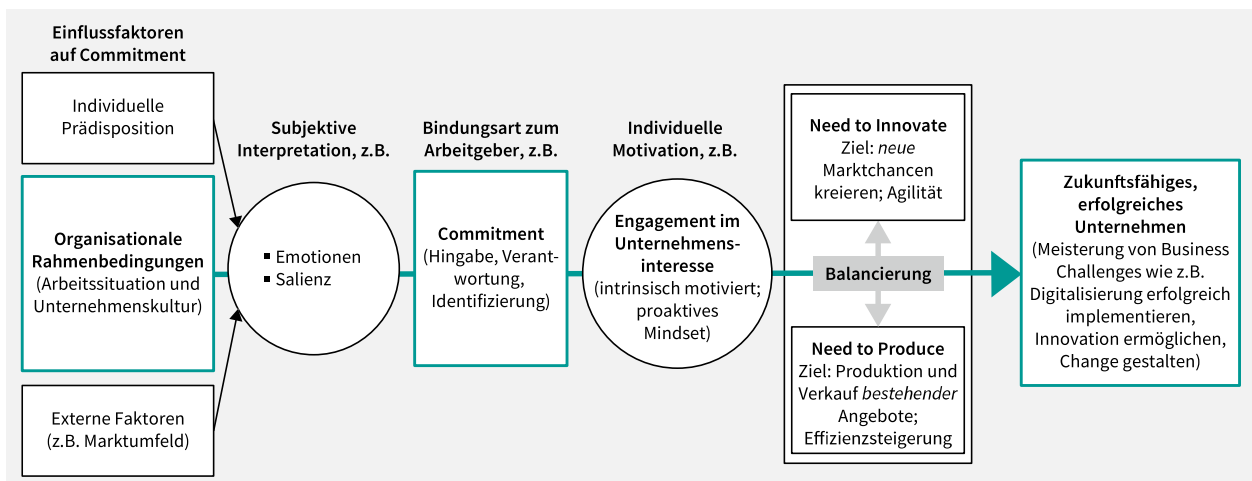 Einflussfaktoren
auf Commitment
Individuelle
Prädisposition
Organisationale
Rahmenbedingungen
(Arbeitssituation und
Unternehmenskultur)
Externe Faktoren
(z.B. Marktumfeld)
Subjektive
Interpretation, z.B.
▪ Emotionen
▪ Salienz
Bindungsart zum
Arbeitgeber, z.B.
Commitment
(Hingabe, Verant-
wortung,
Identifizierung)
Individuelle
Motivation, z.B.
Engagement im
Unternehmens-
interesse
(intrinsisch motiviert;
proaktives
Mindset)
Need to Innovate
Ziel: neue
Marktchancen
kreieren; Agilität
Balancierung
Need to Produce
Ziel: Produktion und
Verkauf bestehender
Angebote;
Effizienzsteigerung
Zukunftsfähiges,
erfolgreiches
Unternehmen
(Meisterung von Business
Challenges wie z.B.
Digitalisierung erfolgreich
implementieren,
Innovation ermöglichen,
Change gestalten)